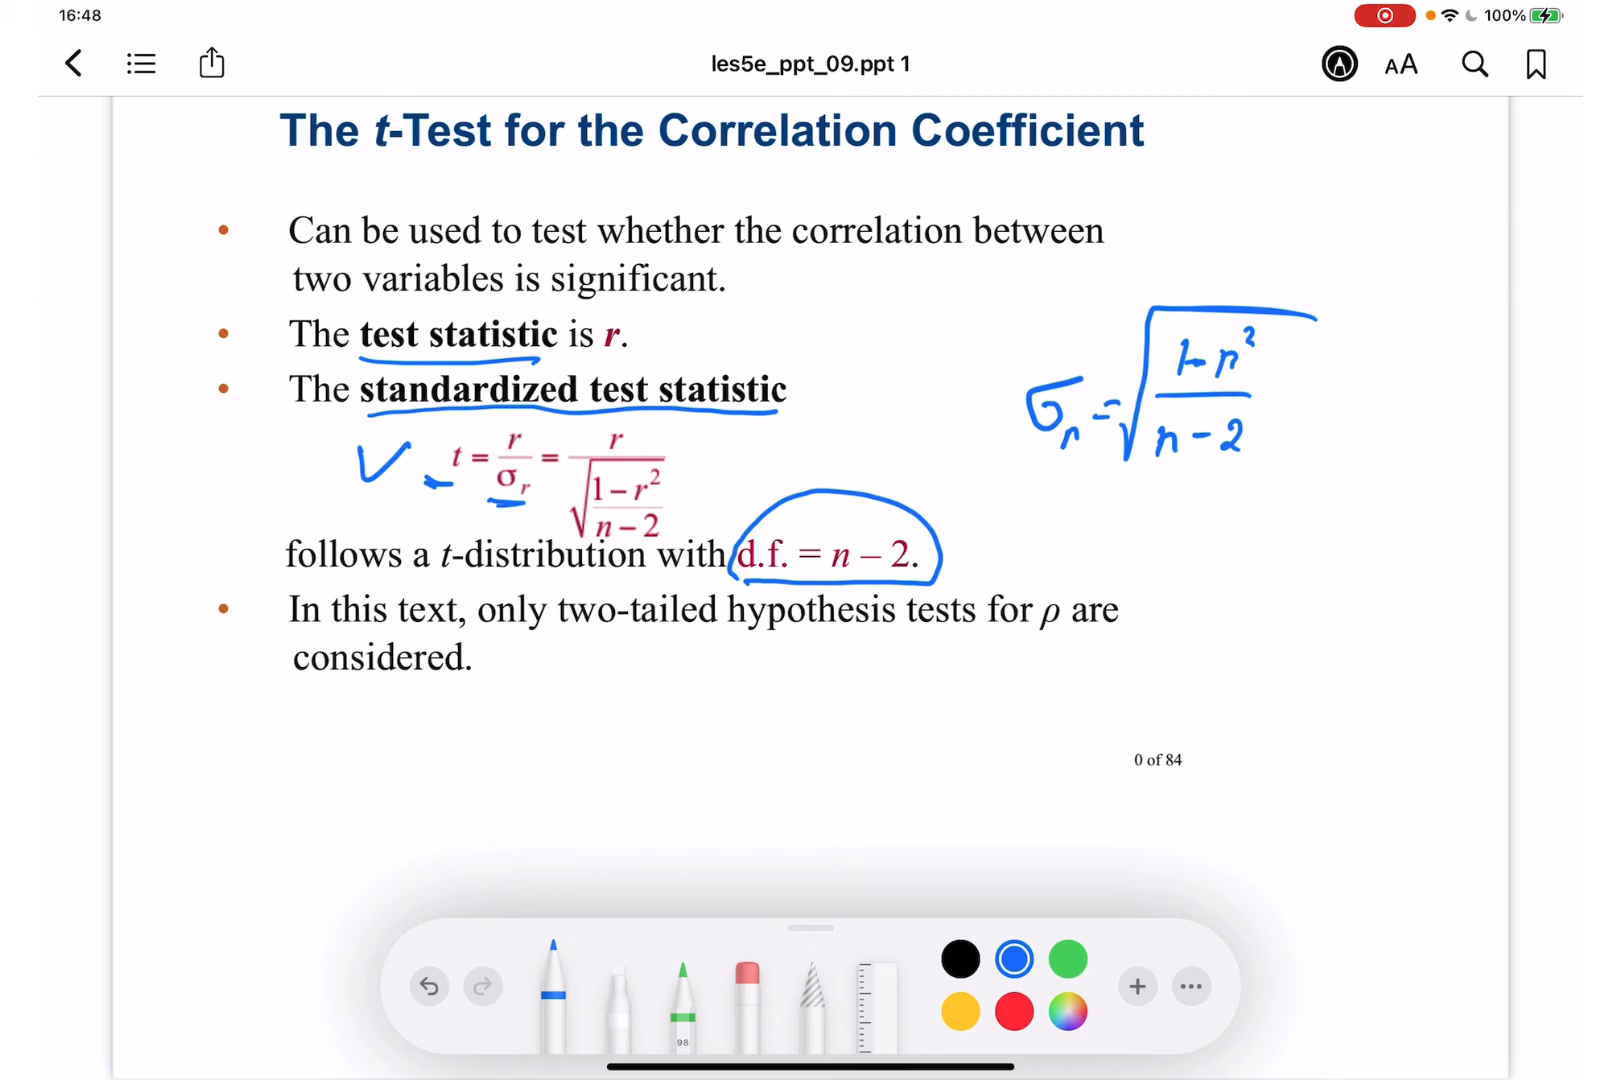 16:48
100%
les5e_ppt_09.ppt 1
AA
The t-Test for the Correlation Coefficient
• Can be used to test whether the correlation between
two variables is significant.
• The test statistic is r.
• The standardized test statistic
t = r/σr = r/√((1 − r²)/(n − 2))
follows a t-distribution with d.f. = n – 2.
• In this text, only two-tailed hypothesis tests for ρ are
considered.
σr = √((1 - r²)/(n - 2))
0 of 84
98